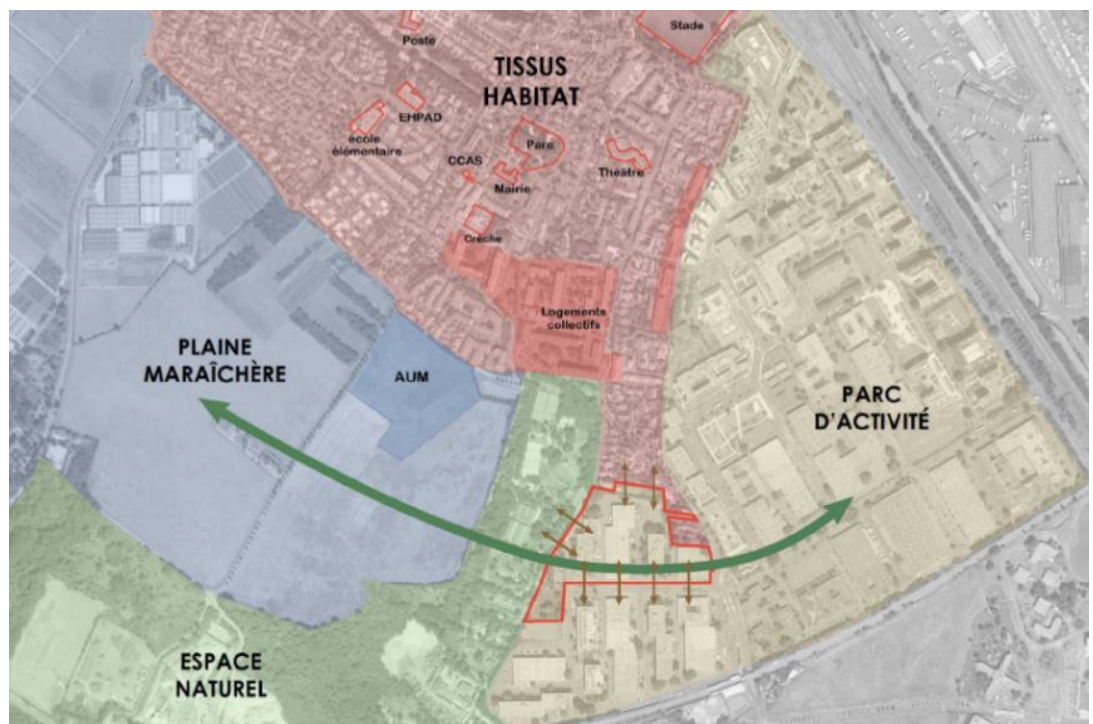 Stade
Poste
TISSUS
HABITAT
EHPAD
école
élémentaire
Parc
CCAS
Théâtre
Mairie
Crèche
Logements
collectifs
PLAINE
MARAÎCHÈRE
AUM
PARC
D'ACTIVITÉ
ESPACE
NATUREL